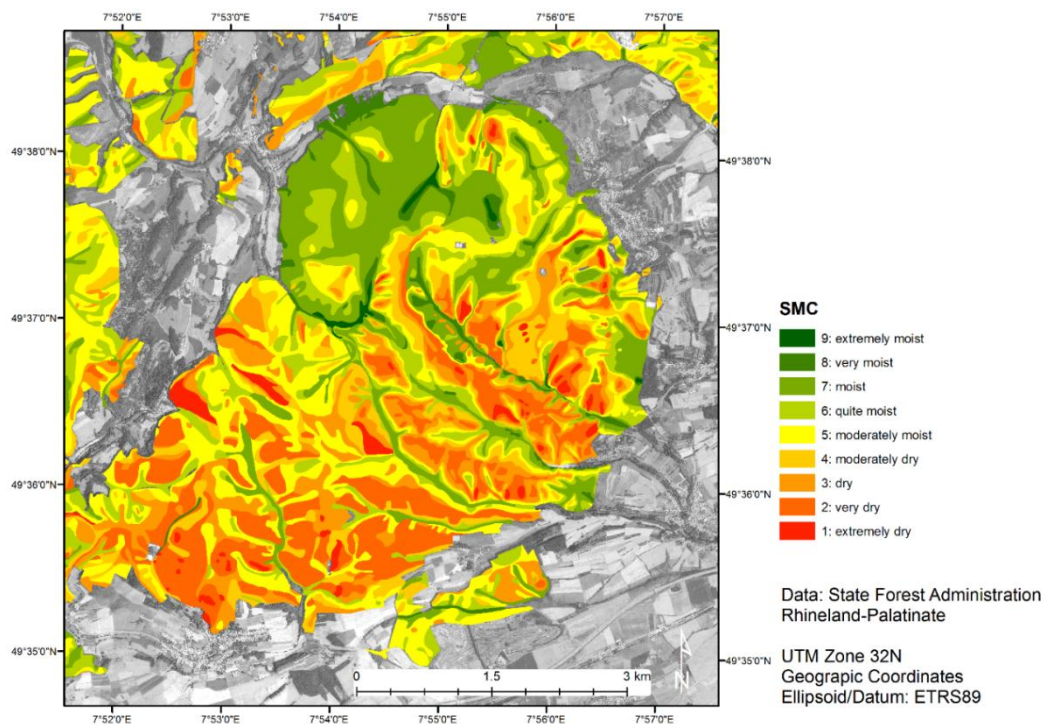 7°52'0"E 7°53'0"E 7°54'0"E 7°55'0"E 7°56'0"E 7°57'0"E
49°38'0"N 49°38'0"N
49°37'0"N 49°37'0"N
49°36'0"N 49°36'0"N
49°35'0"N 49°35'0"N
0 1.5 3 km
N
7°52'0"E 7°53'0"E 7°54'0"E 7°55'0"E 7°56'0"E 7°57'0"E
SMC
9: extremely moist
8: very moist
7: moist
6: quite moist
5: moderately moist
4: moderately dry
3: dry
2: very dry
1: extremely dry
Data: State Forest Administration
Rhineland-Palatinate
UTM Zone 32N
Geograpic Coordinates
Ellipsoid/Datum: ETRS89